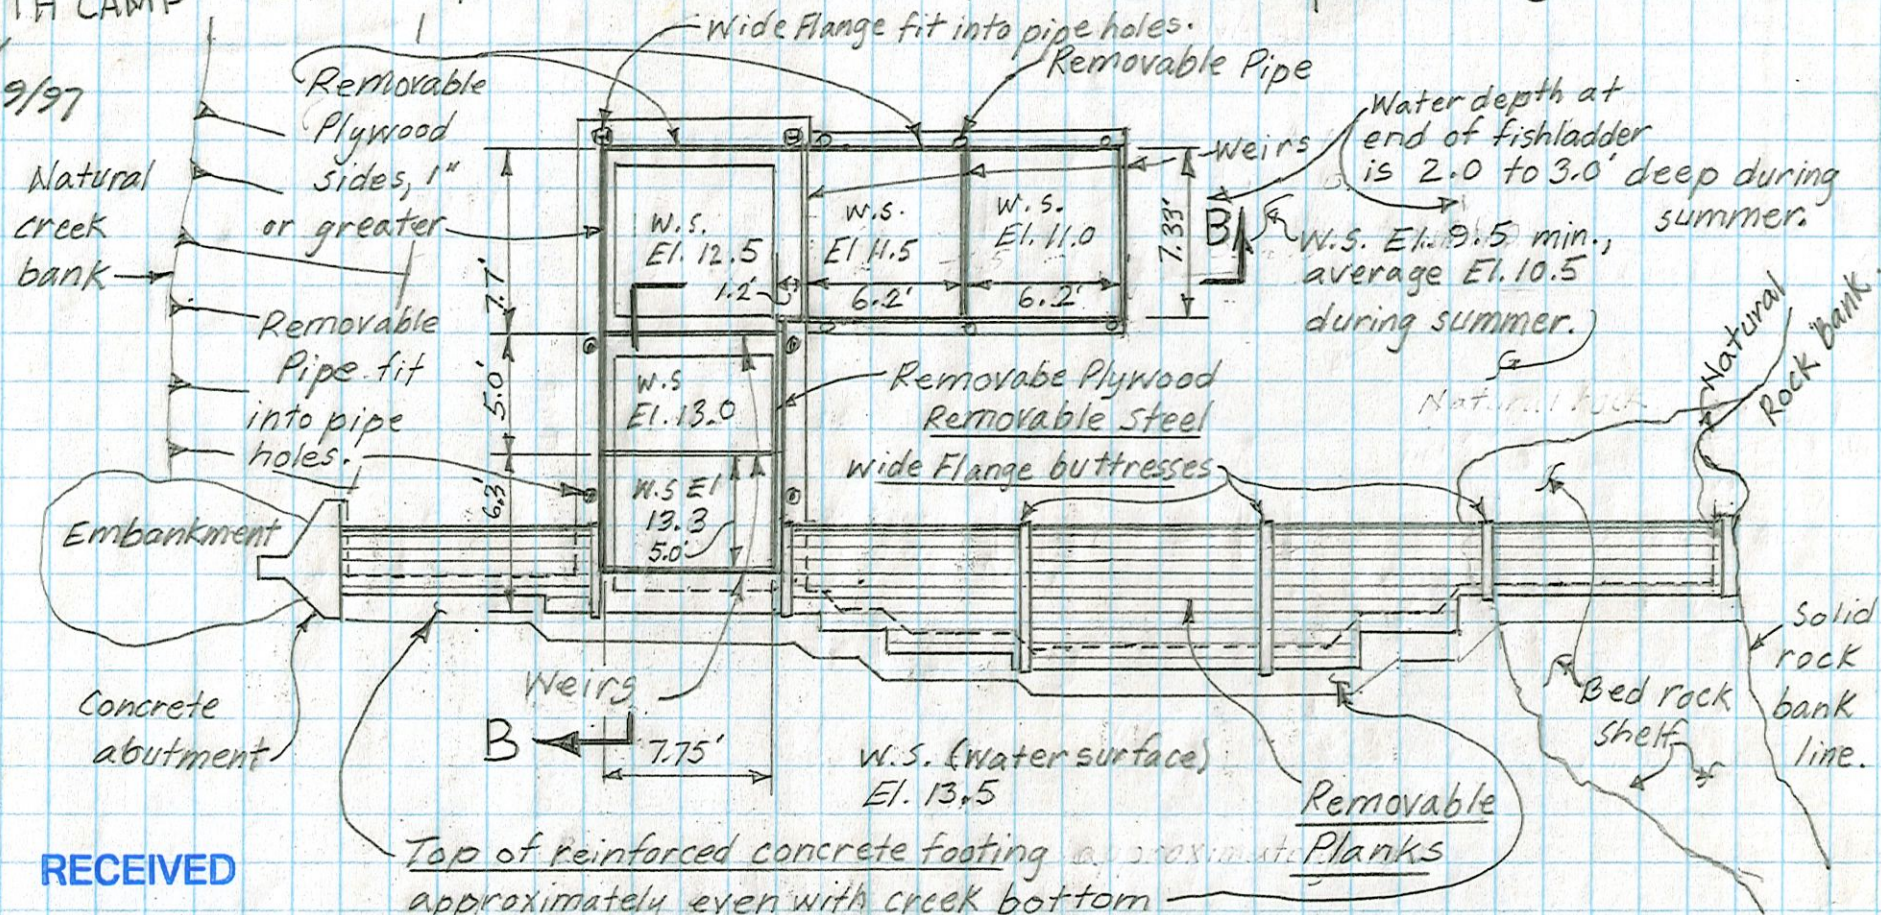 TH CAMP
9/97
Wide Flange fit into pipe holes.
Removable Pipe
Removable
Plywood
sides, 1"
or greater
Natural
creek
bank
Removable
Pipe fit
into pipe
holes.
Embankment
Concrete
abutment
Weirs
Water depth at
end of fishladder
is 2.0 to 3.0' deep during
summer.
W.S. El. 9.5 min.,
average El. 10.5
during summer.
W.S.
El. 12.5
W.S.
El 11.5
W.S.
El. 11.0
1.2'
6.2'
6.2'
7.33'
B
7.7'
5.0'
6.3'
W.S
El. 13.0
W.S El
13.3
5.0'
Removabe Plywood
Removable Steel
Wide Flange buttresses
Natural
Rock Bank
Solid
rock
bank
line.
Bed rock
shelf
Weirs
B
7.75'
W.S. (Water surface)
El. 13.5
Removable
Planks
Top of reinforced concrete footing
approximately even with creek bottom
RECEIVED